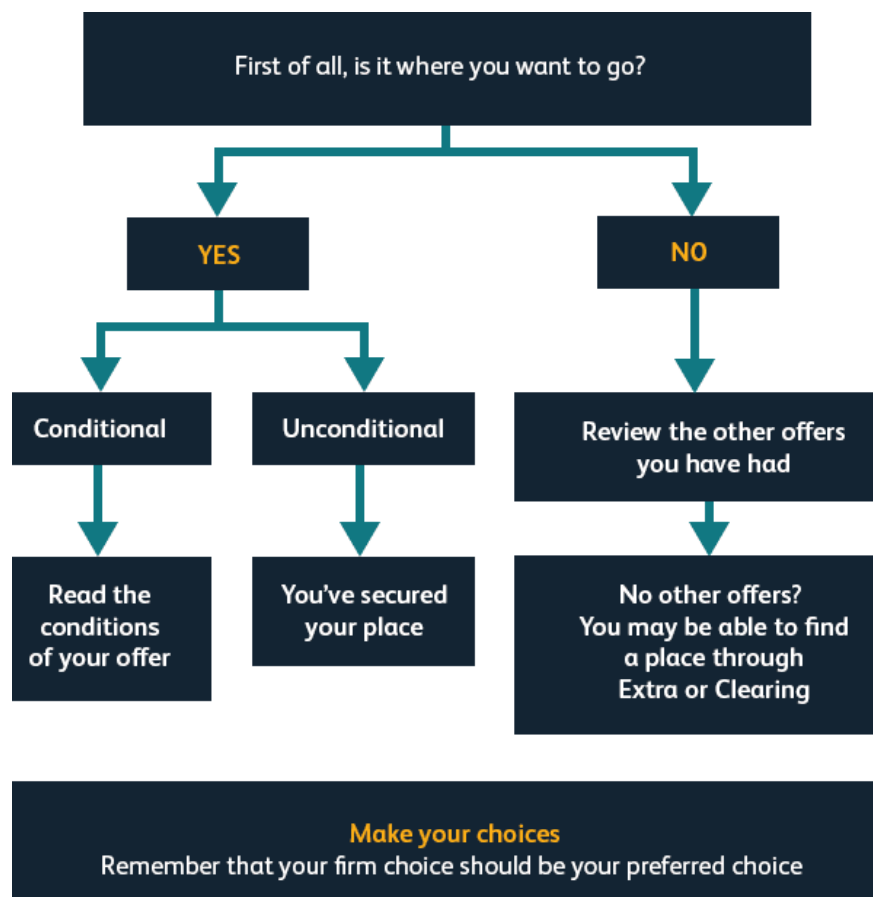 First of all, is it where you want to go?
YES
NO
Conditional
Unconditional
Review the other offers
you have had
Read the
conditions
of your offer
You’ve secured
your place
No other offers?
You may be able to find
a place through
Extra or Clearing
Make your choices
Remember that your firm choice should be your preferred choice